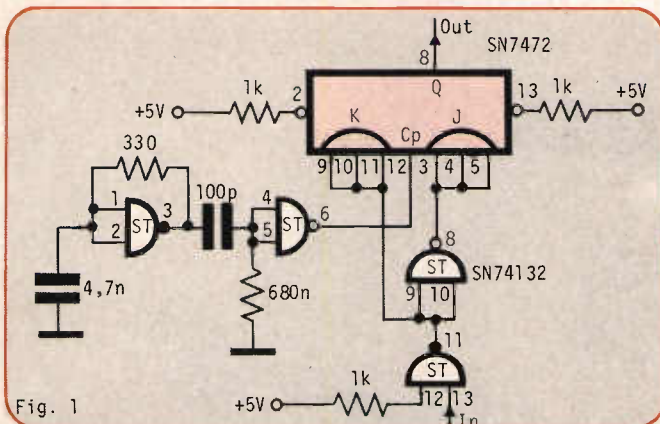 Out
8
SN7472
Q
+5V
1k
2
13
1k
+5V
K
J
Cp
9
10
11
12
3
4
5
330
100p
1
2
ST
3
4
5
ST
6
4,7n
680n
8
ST
SN74132
9
10
11
ST
+5V
1k
12
13
In
Fig. 1